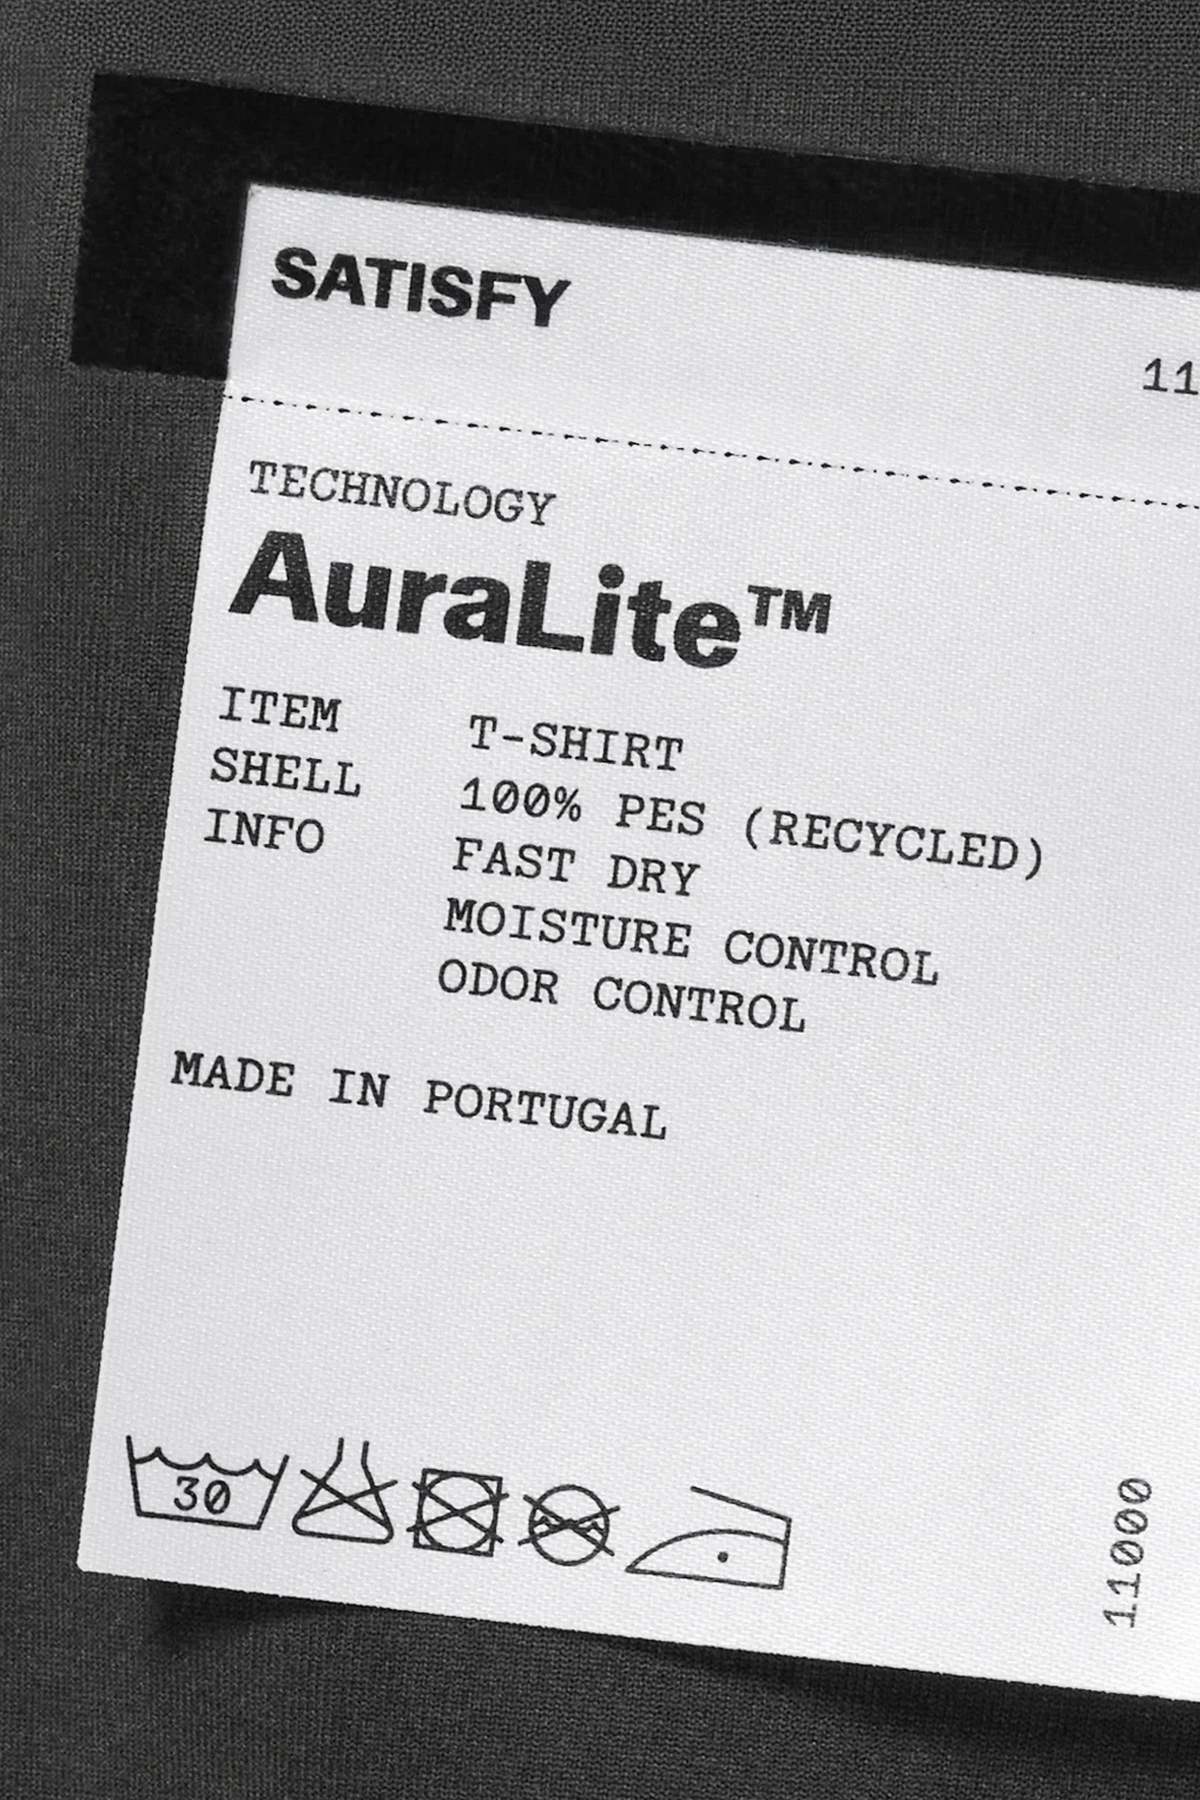 SATISFY
11
TECHNOLOGY
AuraLite™
ITEM T-SHIRT
SHELL 100% PES (RECYCLED)
INFO FAST DRY
MOISTURE CONTROL
ODOR CONTROL
MADE IN PORTUGAL
30
11000